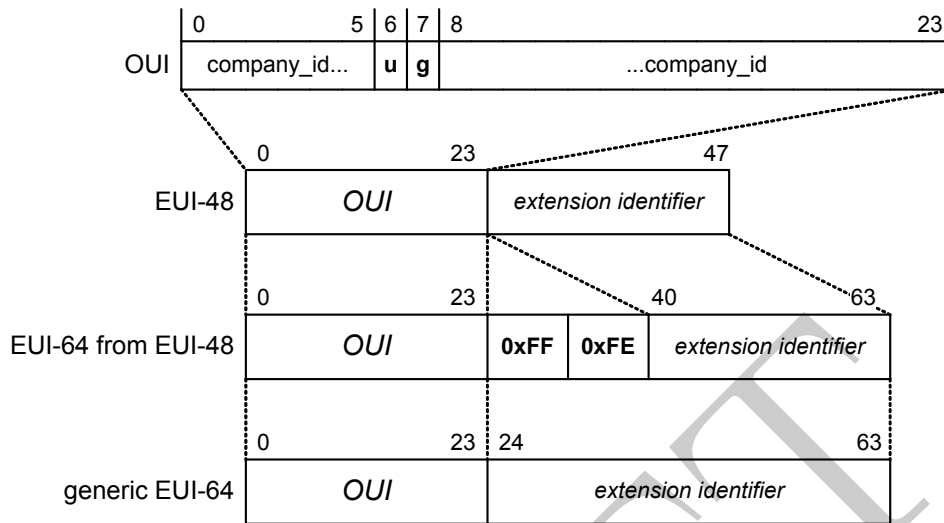 0 5 6 7 8 23
OUI company_id... u g ...company_id
0 23 47
EUI-48 OUI extension identifier
0 23 40 63
EUI-64 from EUI-48 OUI 0xFF 0xFE extension identifier
0 23 24 63
generic EUI-64 OUI extension identifier